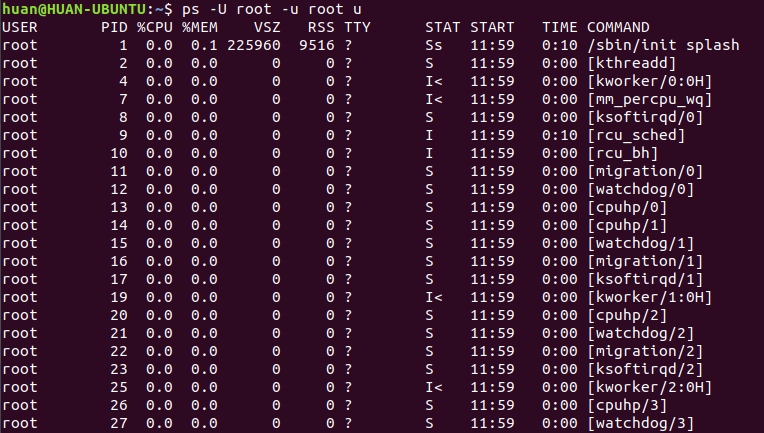 huan@HUAN-UBUNTU:~$ ps -U root -u root u
USER       PID %CPU %MEM    VSZ   RSS TTY      STAT START   TIME COMMAND
root         1  0.0  0.1 225960  9516 ?        Ss   11:59   0:10 /sbin/init splash
root         2  0.0  0.0      0     0 ?        S    11:59   0:00 [kthreadd]
root         4  0.0  0.0      0     0 ?        I<   11:59   0:00 [kworker/0:0H]
root         7  0.0  0.0      0     0 ?        I<   11:59   0:00 [mm_percpu_wq]
root         8  0.0  0.0      0     0 ?        S    11:59   0:00 [ksoftirqd/0]
root         9  0.0  0.0      0     0 ?        I    11:59   0:10 [rcu_sched]
root        10  0.0  0.0      0     0 ?        I    11:59   0:00 [rcu_bh]
root        11  0.0  0.0      0     0 ?        S    11:59   0:00 [migration/0]
root        12  0.0  0.0      0     0 ?        S    11:59   0:00 [watchdog/0]
root        13  0.0  0.0      0     0 ?        S    11:59   0:00 [cpuhp/0]
root        14  0.0  0.0      0     0 ?        S    11:59   0:00 [cpuhp/1]
root        15  0.0  0.0      0     0 ?        S    11:59   0:00 [watchdog/1]
root        16  0.0  0.0      0     0 ?        S    11:59   0:00 [migration/1]
root        17  0.0  0.0      0     0 ?        S    11:59   0:00 [ksoftirqd/1]
root        19  0.0  0.0      0     0 ?        I<   11:59   0:00 [kworker/1:0H]
root        20  0.0  0.0      0     0 ?        S    11:59   0:00 [cpuhp/2]
root        21  0.0  0.0      0     0 ?        S    11:59   0:00 [watchdog/2]
root        22  0.0  0.0      0     0 ?        S    11:59   0:00 [migration/2]
root        23  0.0  0.0      0     0 ?        S    11:59   0:00 [ksoftirqd/2]
root        25  0.0  0.0      0     0 ?        I<   11:59   0:00 [kworker/2:0H]
root        26  0.0  0.0      0     0 ?        S    11:59   0:00 [cpuhp/3]
root        27  0.0  0.0      0     0 ?        S    11:59   0:00 [watchdog/3]